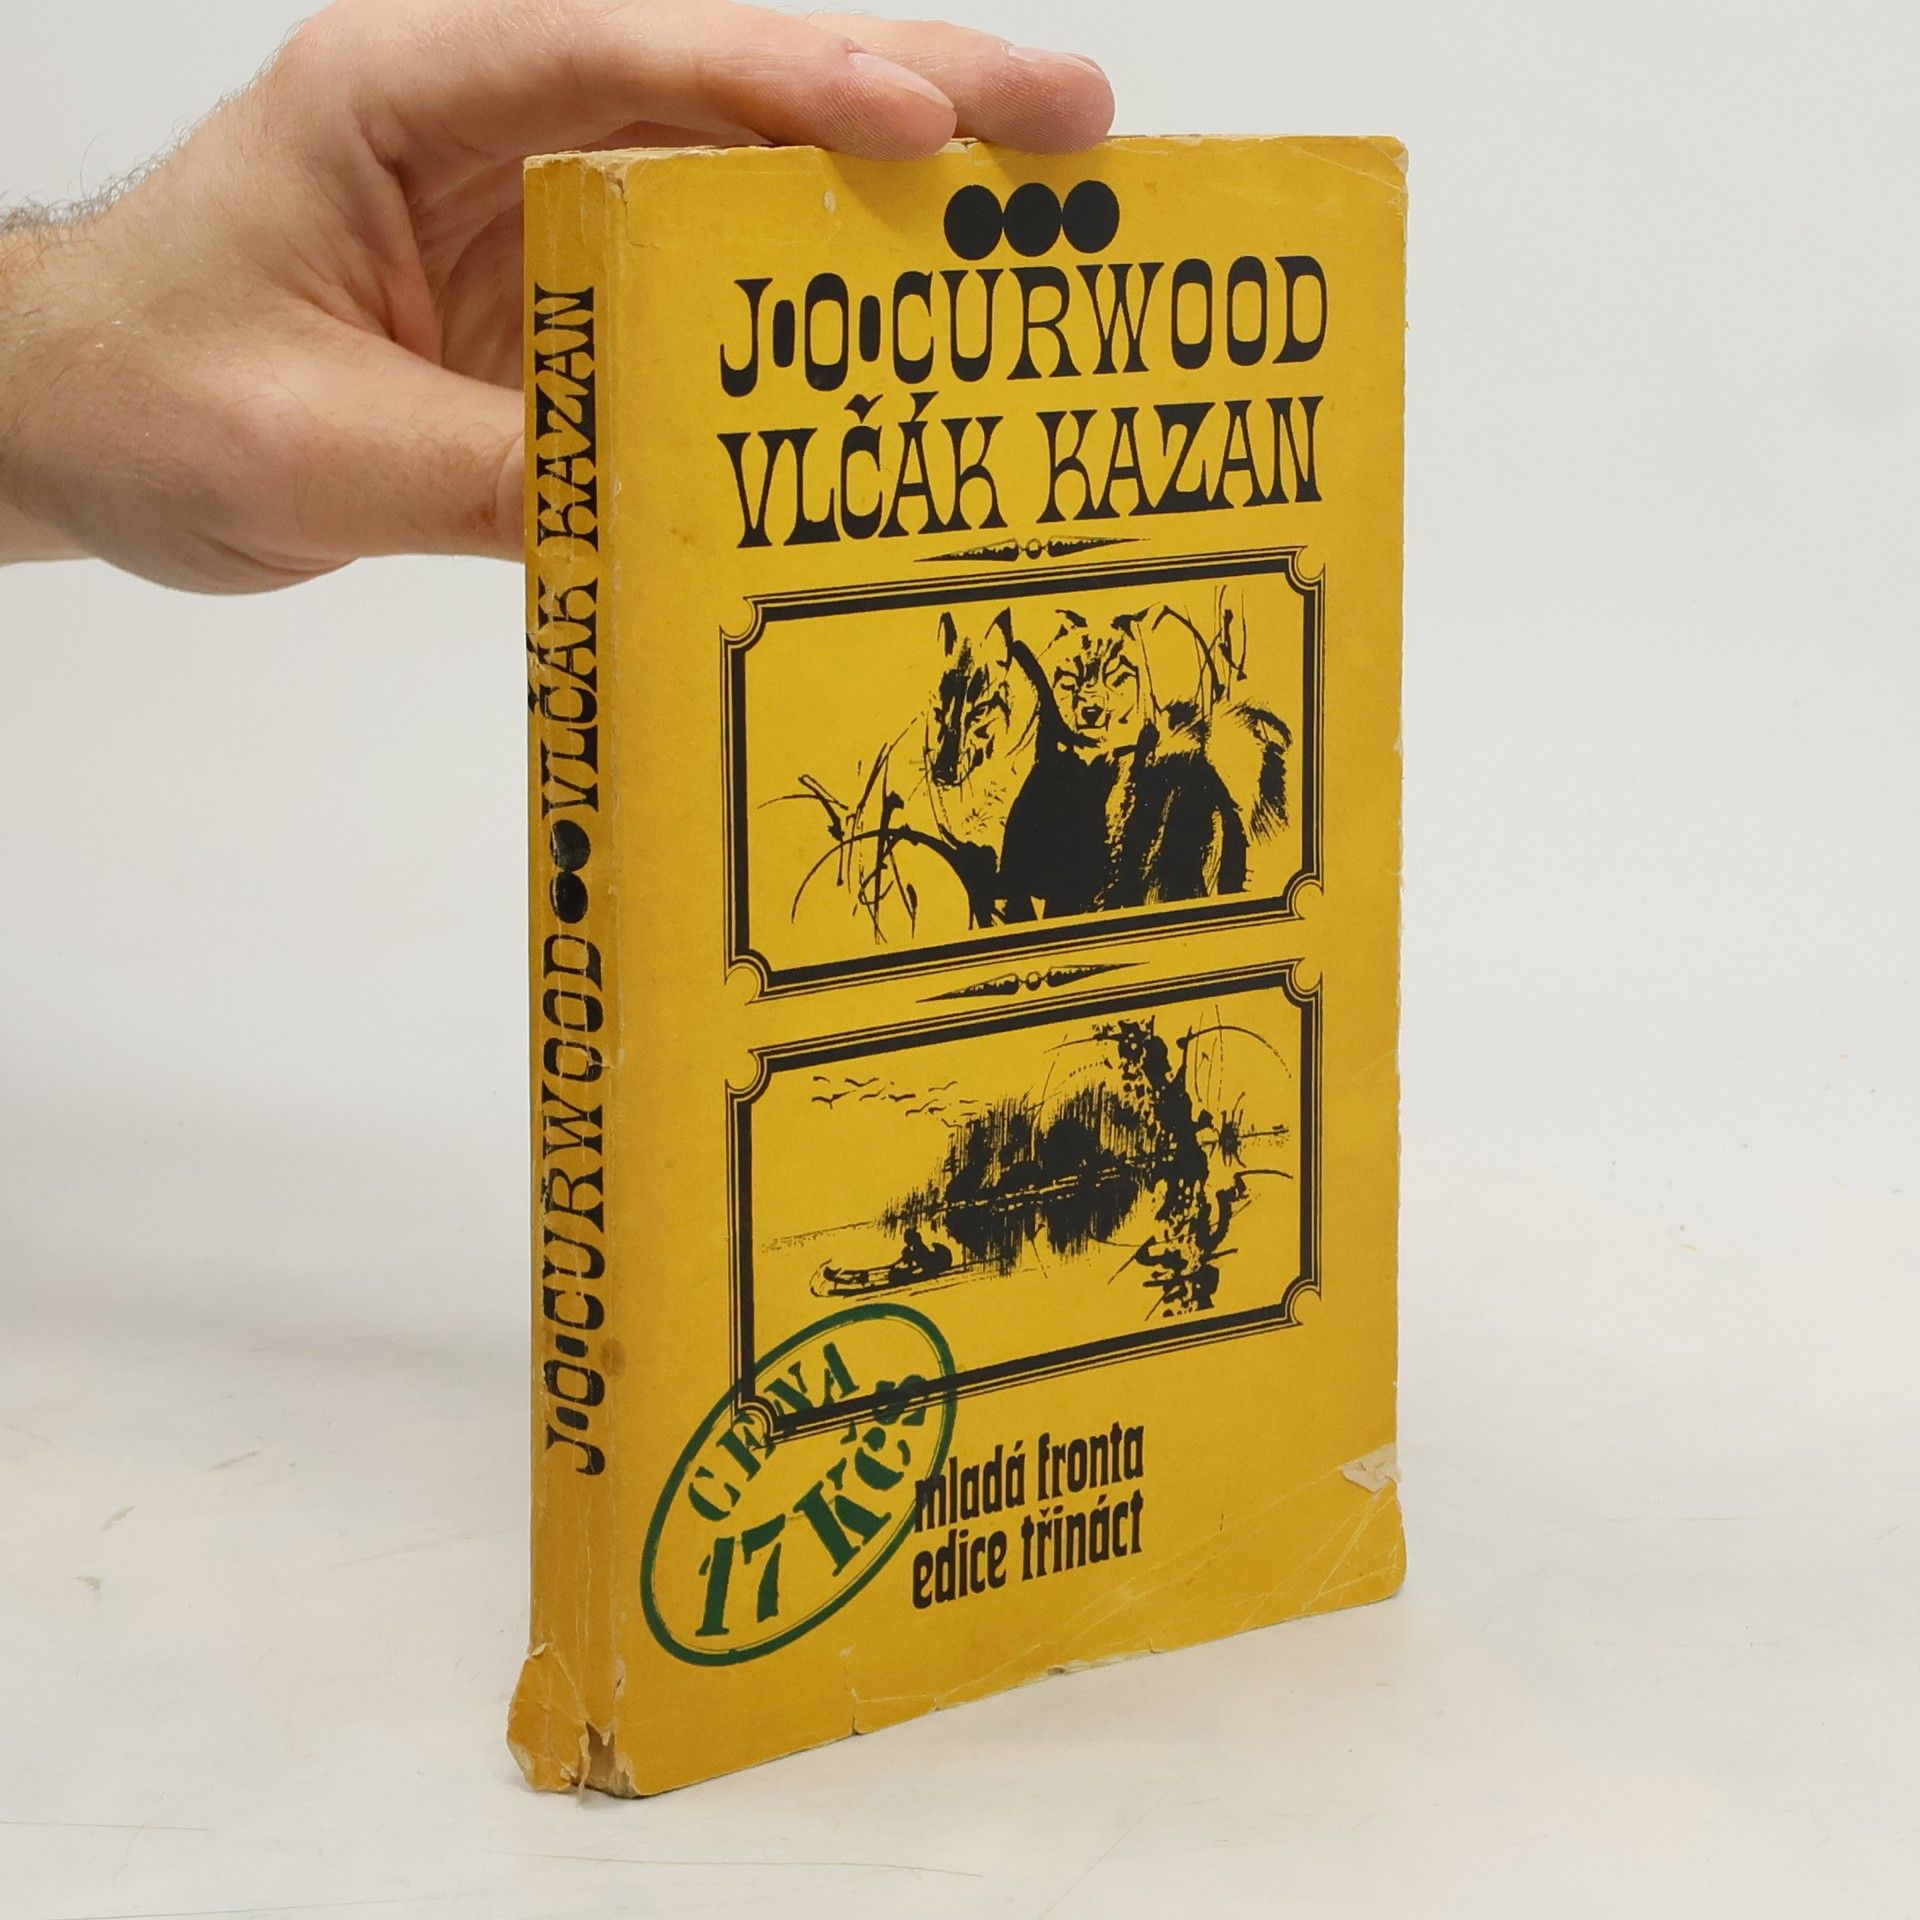 J•O•CURWOOD
VLČÁK KAZAN
CENA
17 Kčs
mladá fronta
edice třináct
J•O•CURWOOD●●VLČÁK KAZAN